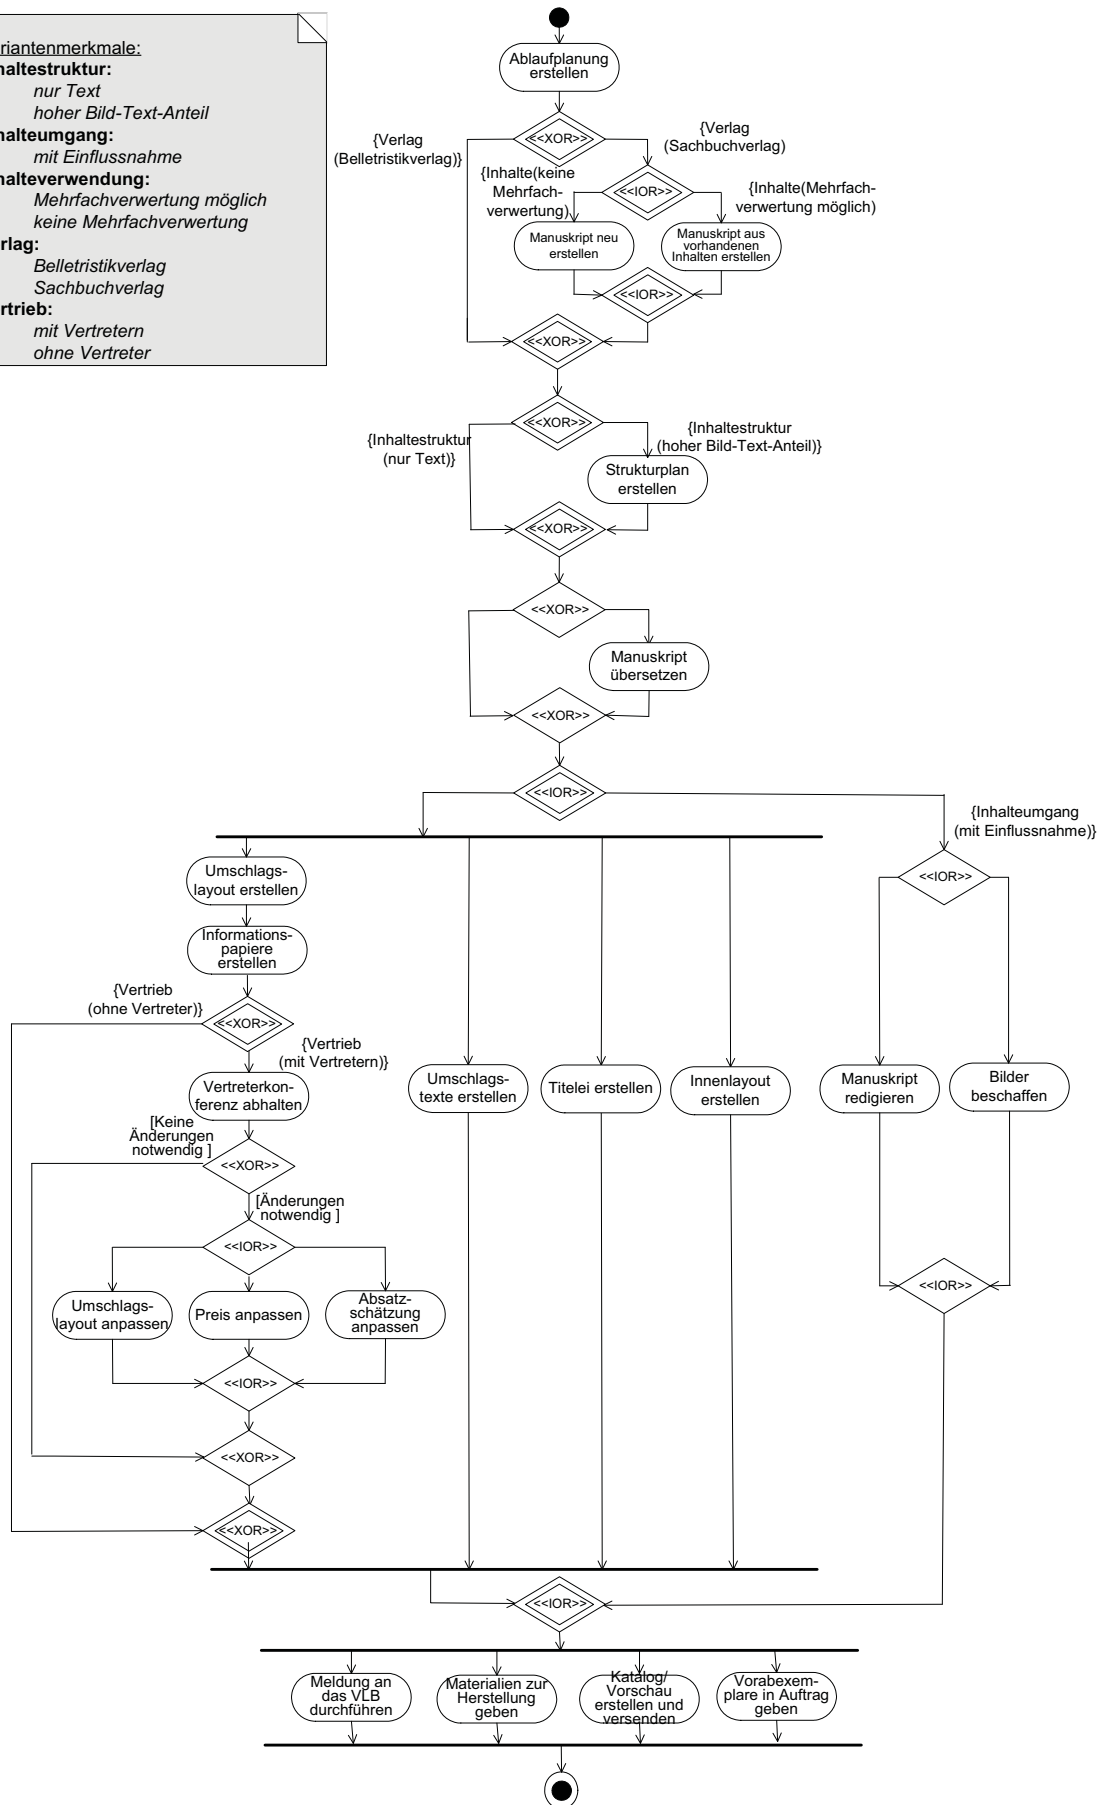 riantenmerkmale:
haltestruktur:
nur Text
hoher Bild-Text-Anteil
halteumgang:
mit Einflussnahme
halteverwendung:
Mehrfachverwertung möglich
keine Mehrfachverwertung
rlag:
Belletristikverlag
Sachbuchverlag
rtrieb:
mit Vertretern
ohne Vertreter
Ablaufplanung
erstellen
<<XOR>>
{Verlag
(Belletristikverlag)}
{Verlag
(Sachbuchverlag)
{Inhalte(keine
Mehrfach-
verwertung)
<<IOR>>
{Inhalte(Mehrfach-
verwertung möglich)
Manuskript neu
erstellen
Manuskript aus
vorhandenen
Inhalten erstellen
<<IOR>>
<<XOR>>
<<XOR>>
{Inhaltestruktur
(nur Text)}
{Inhaltestruktur
(hoher Bild-Text-Anteil)}
Strukturplan
erstellen
<<XOR>>
<<XOR>>
Manuskript
übersetzen
<<XOR>>
<<IOR>>
{Inhalteumgang
(mit Einflussnahme)}
<<IOR>>
Umschlags-
layout erstellen
Informations-
papiere
erstellen
{Vertrieb
(ohne Vertreter)}
<<XOR>>
{Vertrieb
(mit Vertretern)}
Vertreterkon-
ferenz abhalten
Umschlags-
texte erstellen
Titelei erstellen
Innenlayout
erstellen
Manuskript
redigieren
Bilder
beschaffen
[Keine
Änderungen
notwendig ]
<<XOR>>
[Änderungen
notwendig ]
<<IOR>>
<<IOR>>
Umschlags-
layout anpassen
Preis anpassen
Absatz-
schätzung
anpassen
<<IOR>>
<<XOR>>
<<XOR>>
<<IOR>>
Meldung an
das VLB
durchführen
Materialien zur
Herstellung
geben
Katalog/
Vorschau
erstellen und
versenden
Vorabexem-
plare in Auftrag
geben